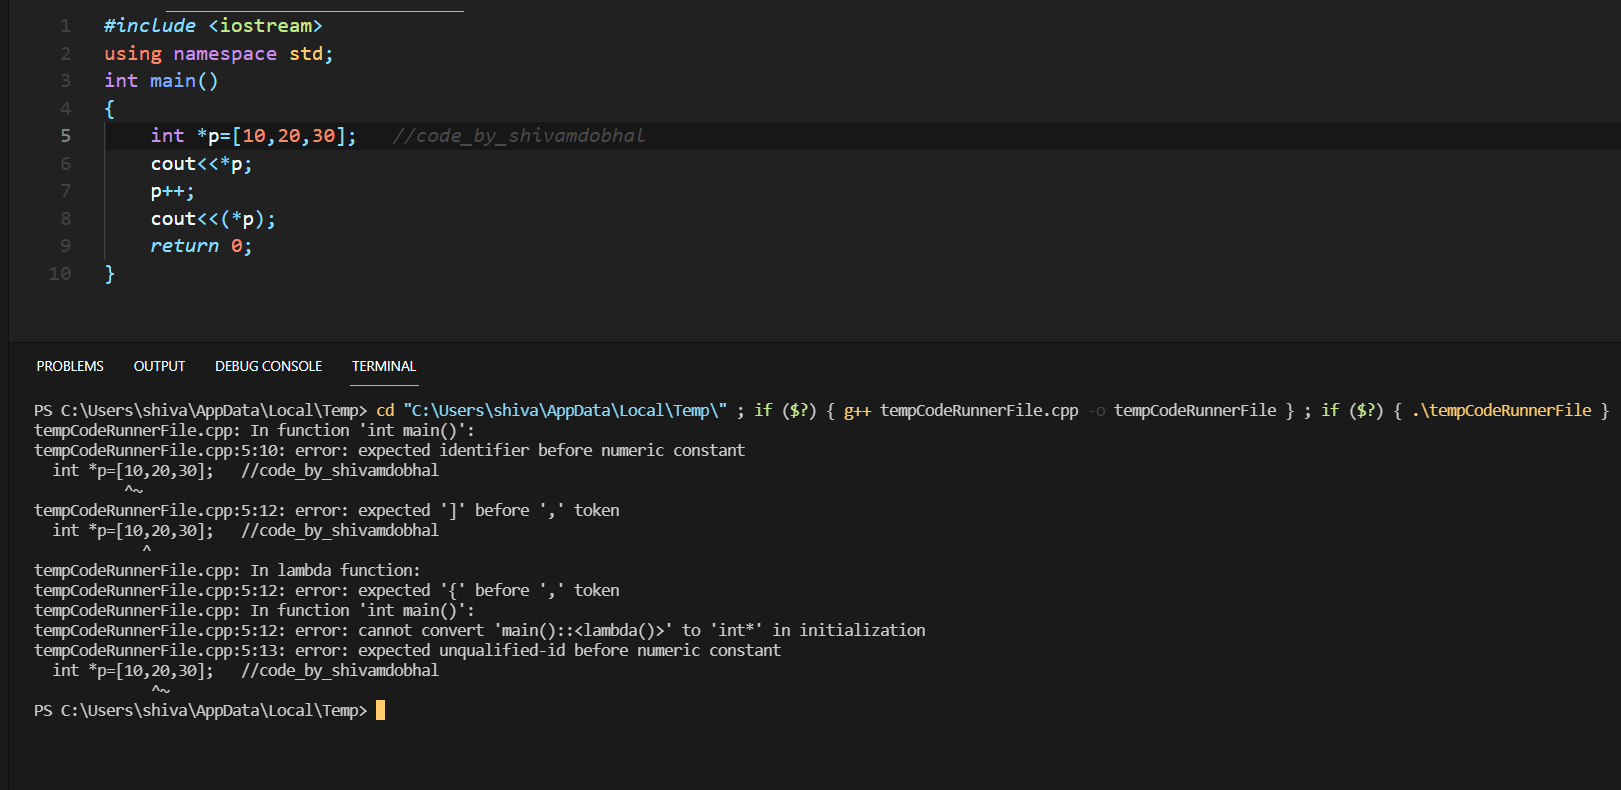 1 #include <iostream>
2 using namespace std;
3 int main()
4 {
5 int *p=[10,20,30]; //code_by_shivamdobhal
6 cout<<*p;
7 p++;
8 cout<<(*p);
9 return 0;
10 }
PROBLEMS OUTPUT DEBUG CONSOLE TERMINAL
PS C:\Users\shiva\AppData\Local\Temp> cd "C:\Users\shiva\AppData\Local\Temp\" ; if ($?) { g++ tempCodeRunnerFile.cpp -o tempCodeRunnerFile } ; if ($?) { .\tempCodeRunnerFile }
tempCodeRunnerFile.cpp: In function 'int main()':
tempCodeRunnerFile.cpp:5:10: error: expected identifier before numeric constant
int *p=[10,20,30]; //code_by_shivamdobhal
^~
tempCodeRunnerFile.cpp:5:12: error: expected ']' before ',' token
int *p=[10,20,30]; //code_by_shivamdobhal
^
tempCodeRunnerFile.cpp: In lambda function:
tempCodeRunnerFile.cpp:5:12: error: expected '{' before ',' token
tempCodeRunnerFile.cpp: In function 'int main()':
tempCodeRunnerFile.cpp:5:12: error: cannot convert 'main()::<lambda()>' to 'int*' in initialization
tempCodeRunnerFile.cpp:5:13: error: expected unqualified-id before numeric constant
int *p=[10,20,30]; //code_by_shivamdobhal
^~
PS C:\Users\shiva\AppData\Local\Temp>